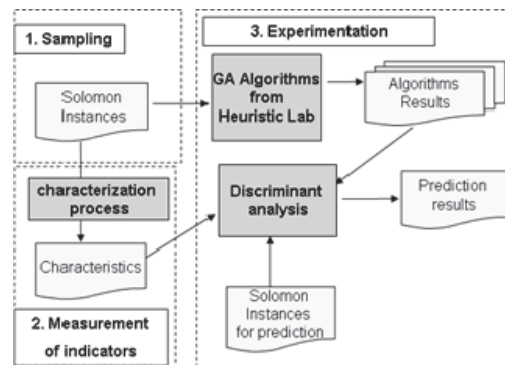 1. Sampling
Solomon
Instances
characterization
process
Characteristics
2. Measurement
of indicators
3. Experimentation
GA Algorithms
from
Heuristic Lab
Algorithms
Results
Discriminant
analysis
Prediction
results
Solomon
Instances
for prediction